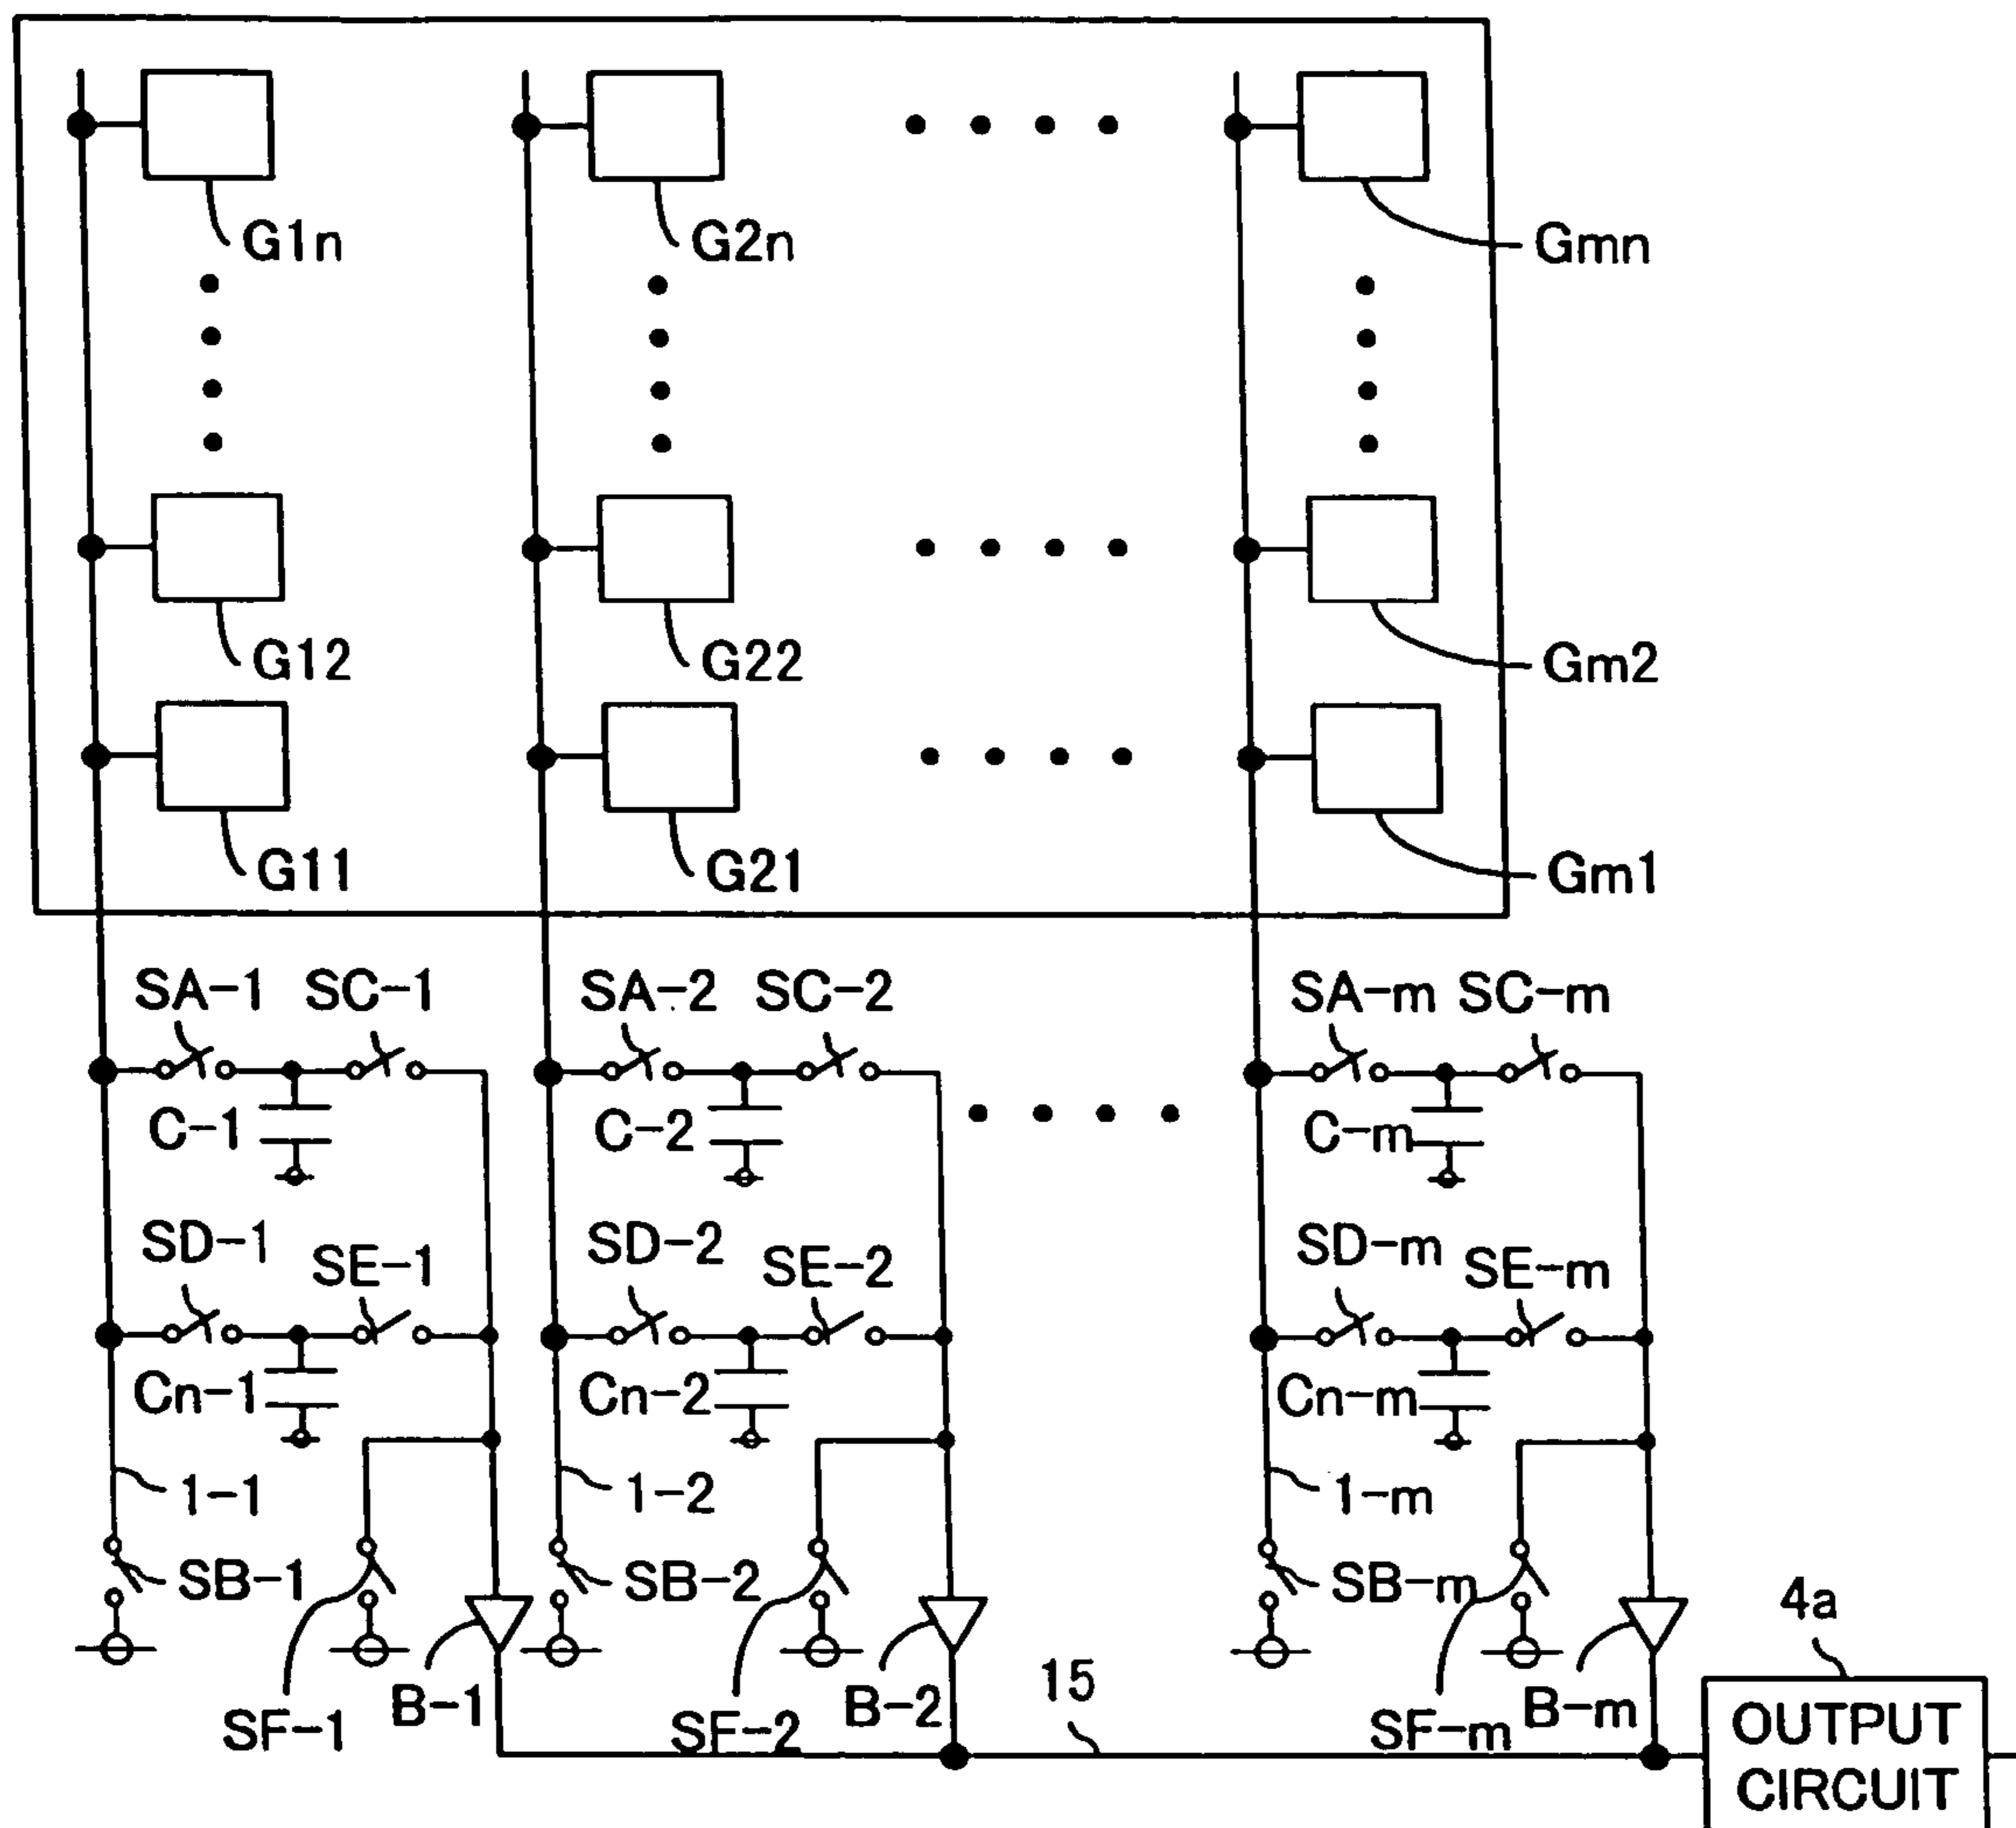 G1n G2n Gmn
G12 G22 Gm2
G11 G21 Gm1
SA-1 SC-1 SA-2 SC-2 SA-m SC-m
C-1 C-2 C-m
SD-1 SE-1 SD-2 SE-2 SD-m SE-m
Cn-1 Cn-2 Cn-m
1-1 1-2 1-m
SB-1 SB-2 SB-m
4a
SF-1 B-1 SF-2 B-2 15 SF-m B-m
OUTPUT
CIRCUIT